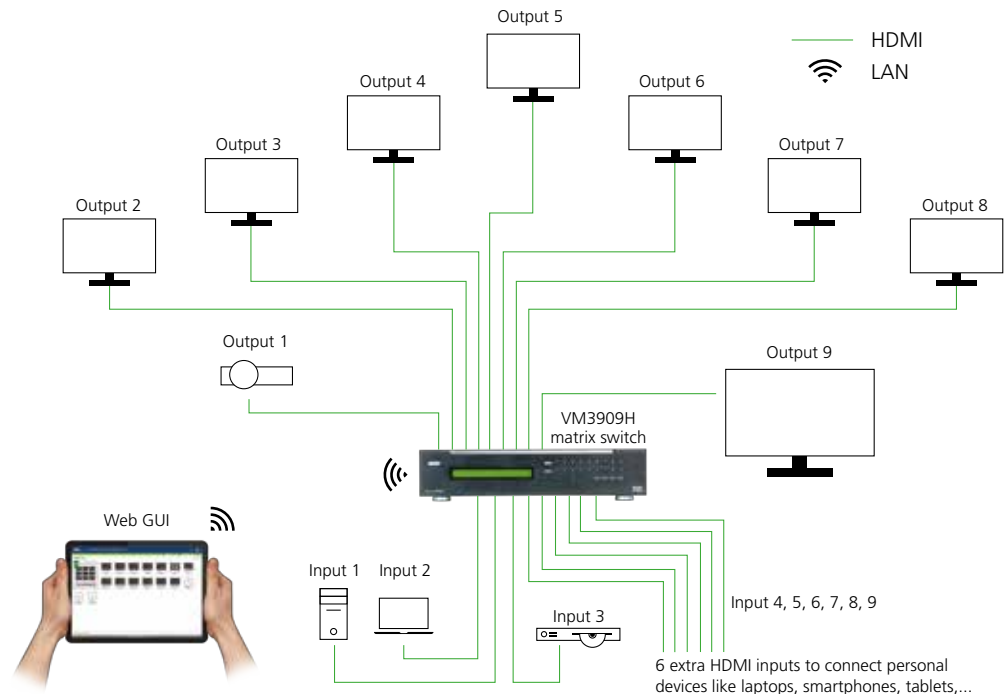 Output 5
HDMI
LAN
Output 4
Output 6
Output 3
Output 7
Output 2
Output 8
Output 1
Output 9
VM3909H
matrix switch
Web GUI
Input 1
Input 2
Input 3
Input 4, 5, 6, 7, 8, 9
6 extra HDMI inputs to connect personal
devices like laptops, smartphones, tablets,...